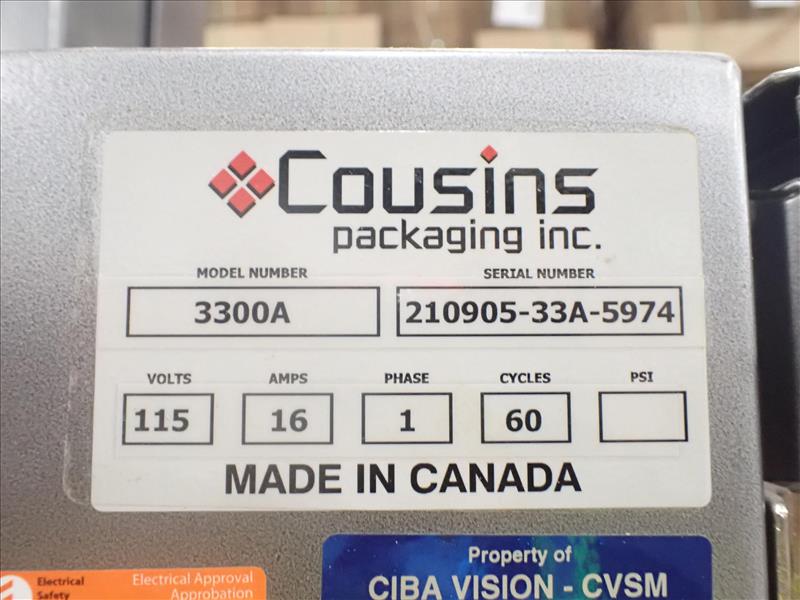 Cousins
packaging inc.
MODEL NUMBER SERIAL NUMBER
3300A 210905-33A-5974
VOLTS AMPS PHASE CYCLES PSI
115 16 1 60
MADE IN CANADA
Electrical
Safety
Electrical Approval
Approbation
Property of
CIBA VISION - CVSM